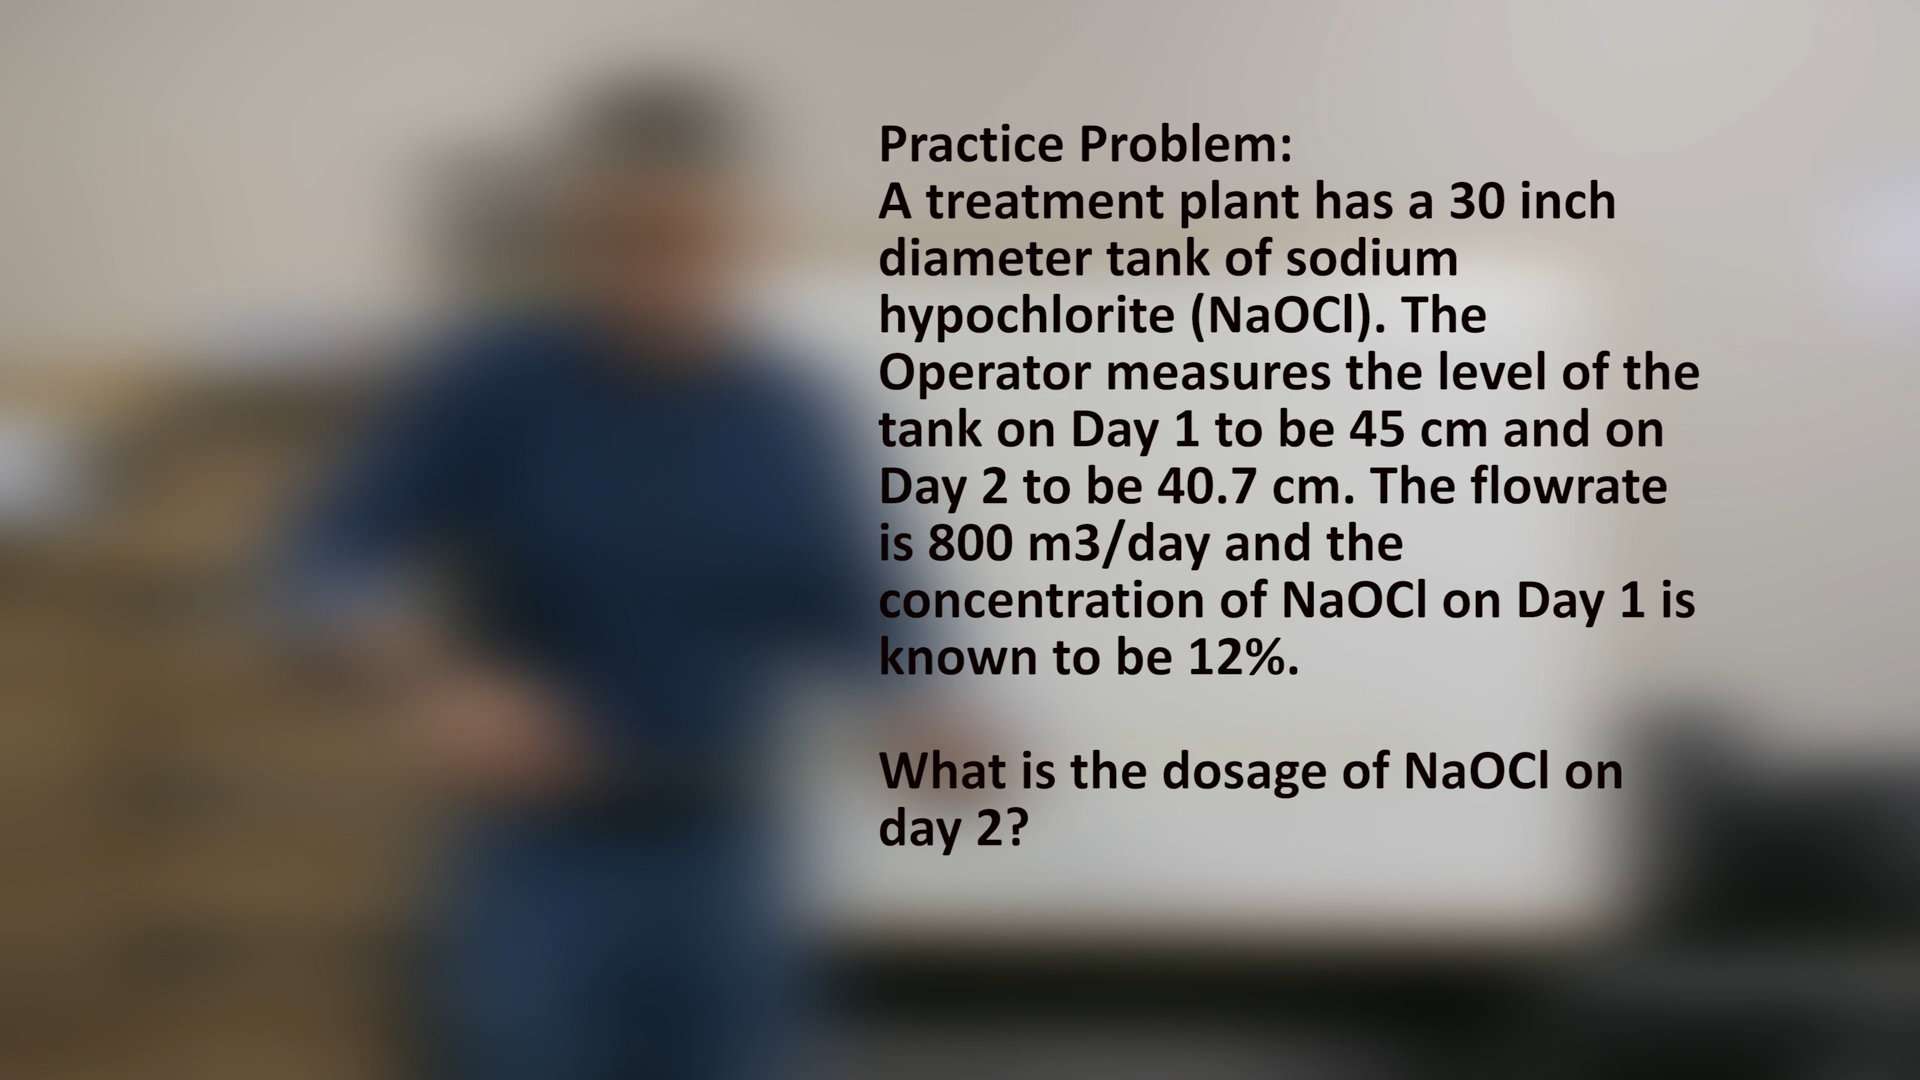 Practice Problem:
A treatment plant has a 30 inch
diameter tank of sodium
hypochlorite (NaOCl). The
Operator measures the level of the
tank on Day 1 to be 45 cm and on
Day 2 to be 40.7 cm. The flowrate
is 800 m3/day and the
concentration of NaOCl on Day 1 is
known to be 12%.
What is the dosage of NaOCl on
day 2?